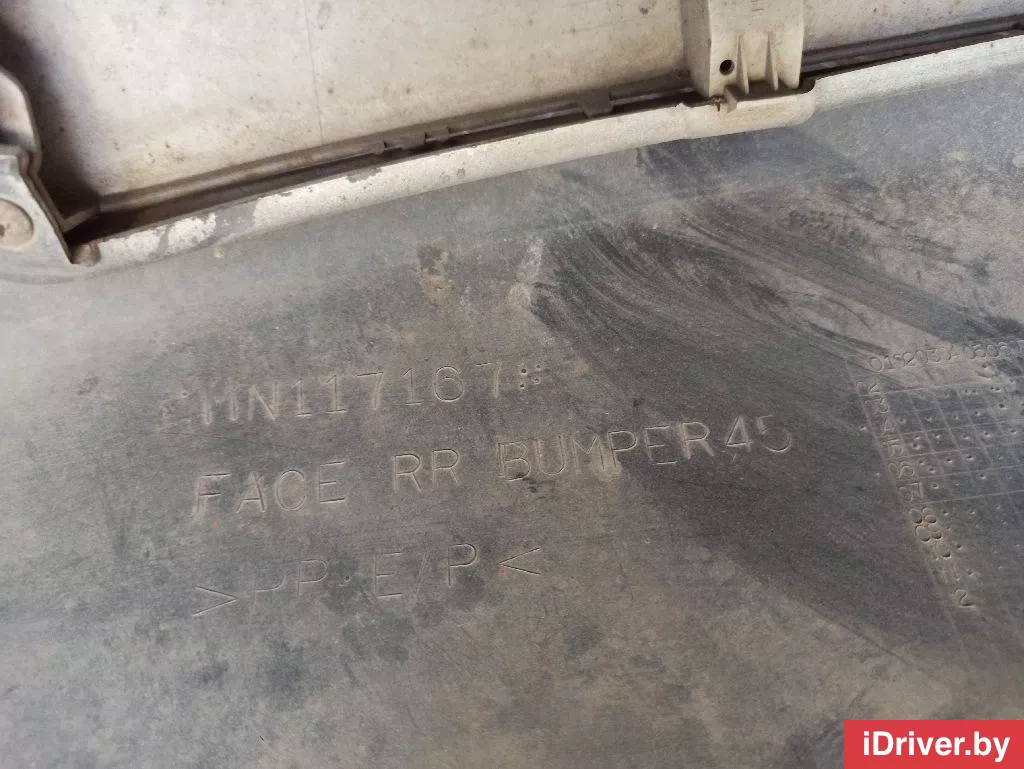 MN117167
FACE RR BUMPER45
>PP·E/P<
iDriver.by